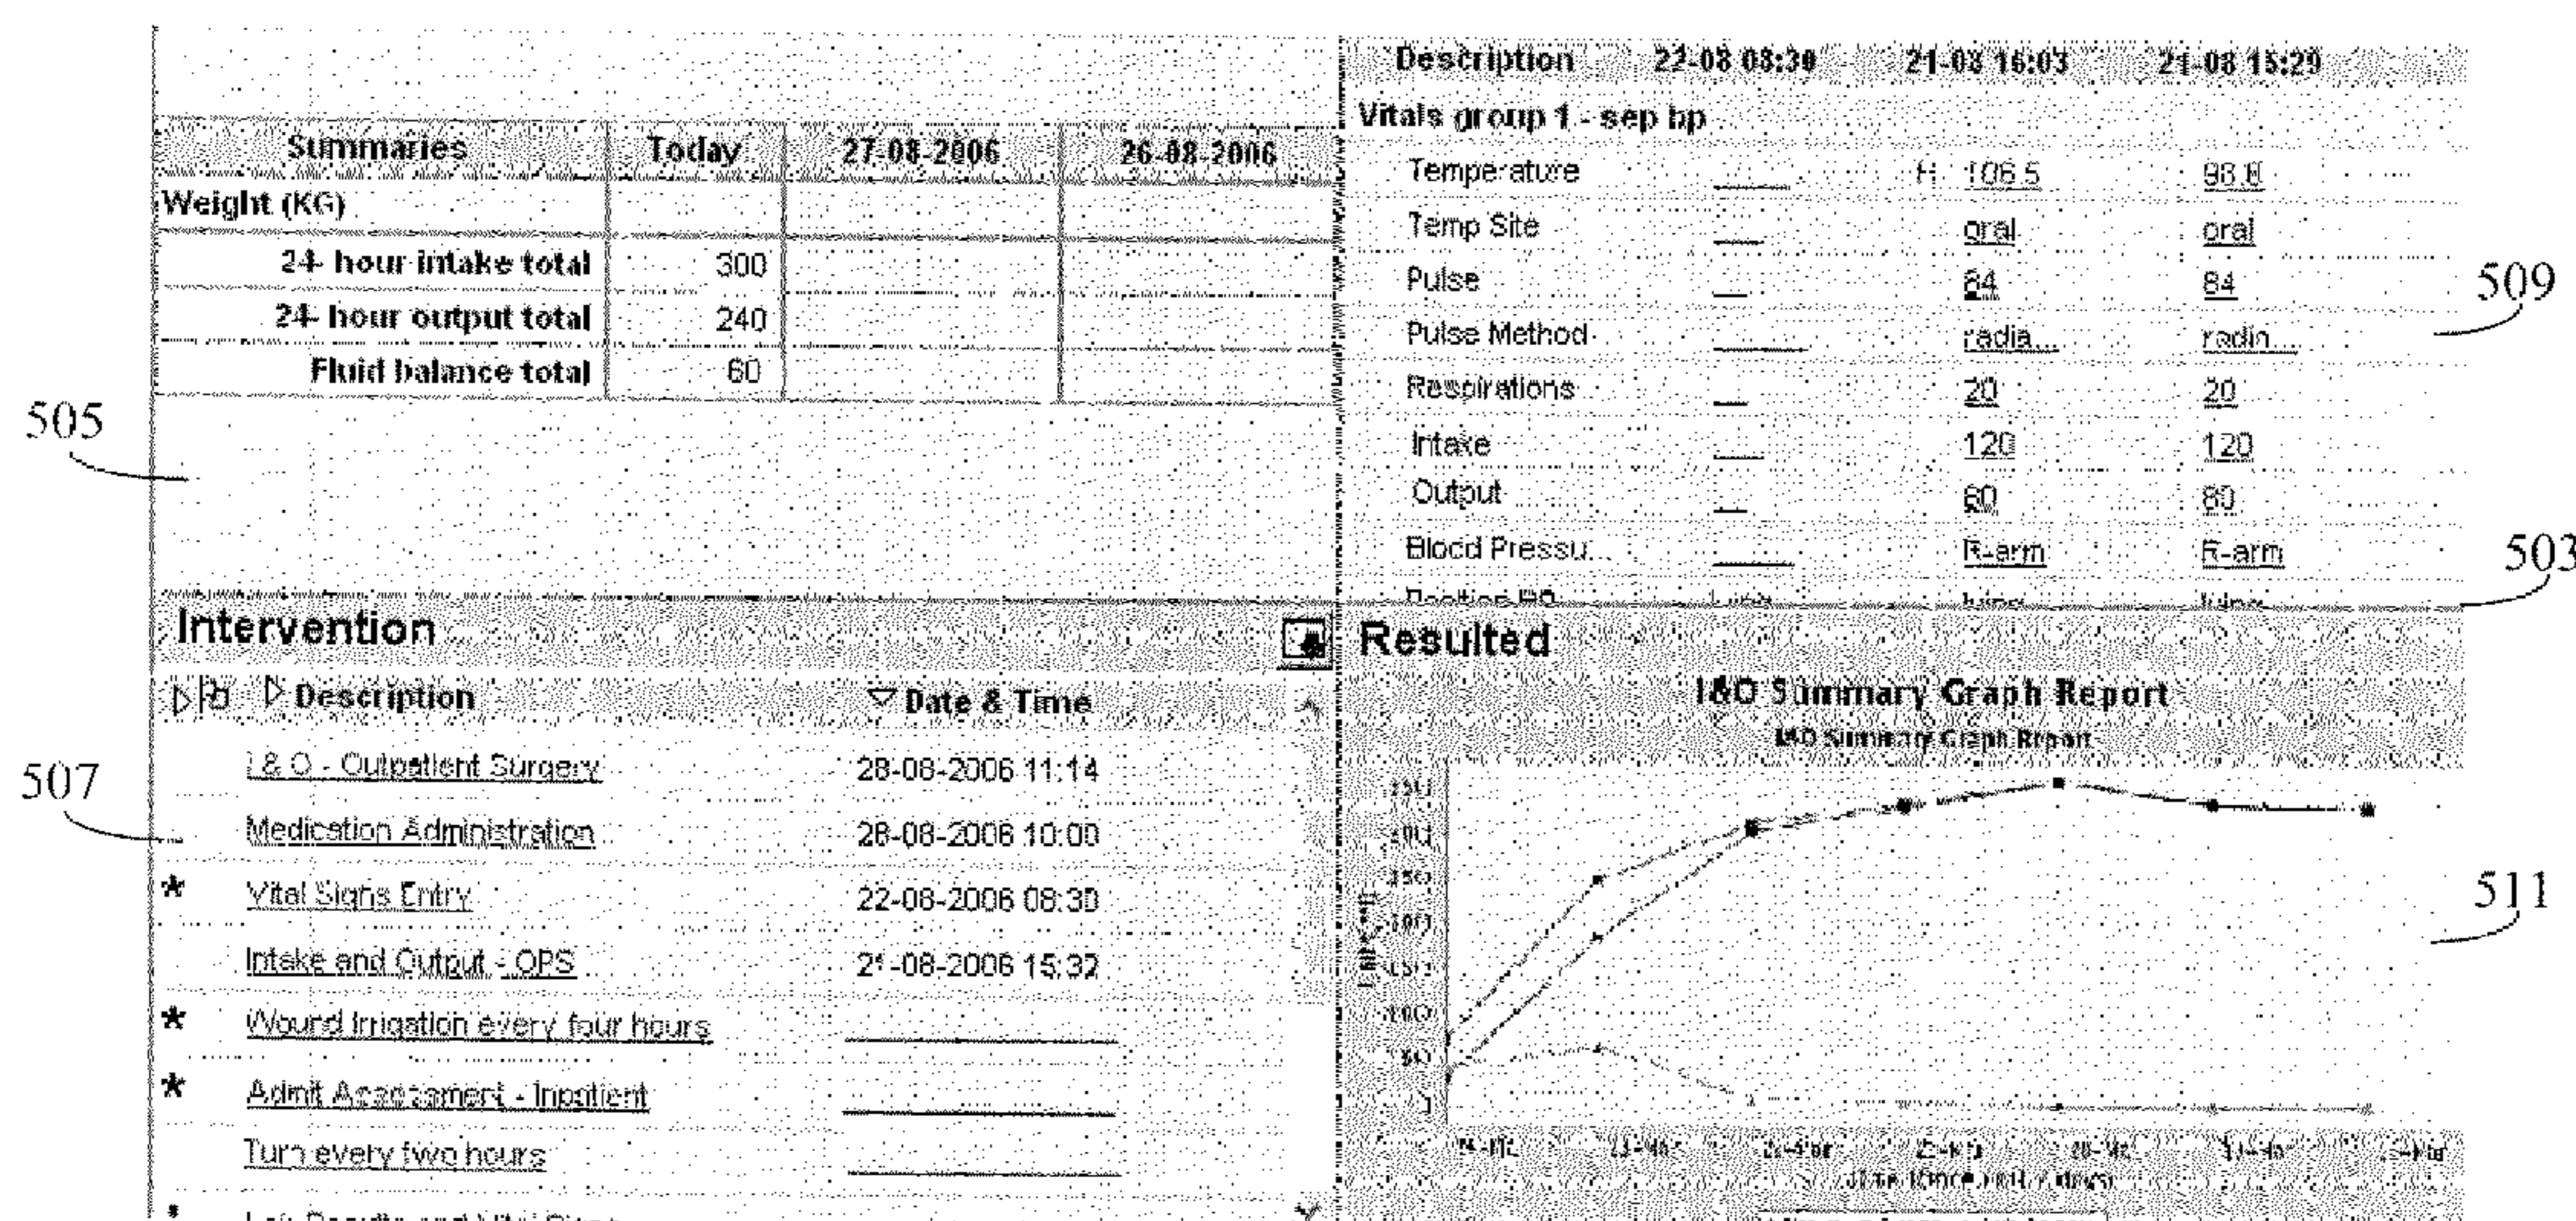 Summaries Today 27-08-2006 26-08-2006
Weight (KG)
24- hour intake total 300
24- hour output total 240
Fluid balance total 60
505
Description 22-08 08:30 21-08 16:03 21-08 15:29
Vitals group 1 - sep bp
Temperature H 106.5 98.8
Temp Site oral oral
Pulse 84 84
Pulse Method radia... radia...
Respirations 20 20
Intake 120 120
Output 80 80
Blood Pressu... R-arm R-arm
509
503
Intervention
Description Date & Time
I & O - Outpatient Surgery 28-08-2006 11:14
Medication Administration 28-08-2006 10:00
* Vital Signs Entry 22-08-2006 08:30
Intake and Output - OPS 21-08-2006 15:32
* Wound Irrigation every four hours
* Admit Assessment - Inpatient
Turn every two hours
507
Resulted
I&O Summary Graph Report
I&O Summary Graph Report
100
50
511